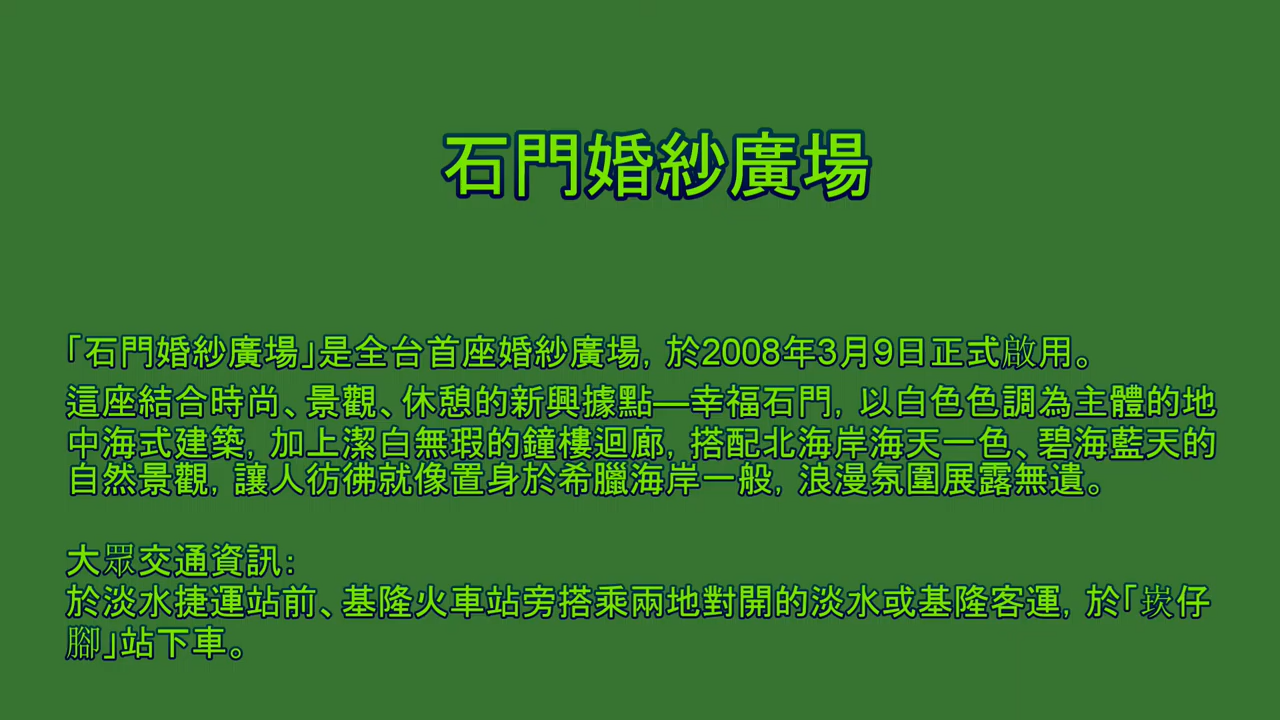 石門婚紗廣場
「石門婚紗廣場」是全台首座婚紗廣場，於2008年3月9日正式啟用。
這座結合時尚、景觀、休憩的新興據點—幸福石門，以白色色調為主體的地
中海式建築，加上潔白無瑕的鐘樓迴廊，搭配北海岸海天一色、碧海藍天的
自然景觀，讓人彷彿就像置身於希臘海岸一般，浪漫氛圍展露無遺。
大眾交通資訊：
於淡水捷運站前、基隆火車站旁搭乘兩地對開的淡水或基隆客運，於「崁仔
腳」站下車。